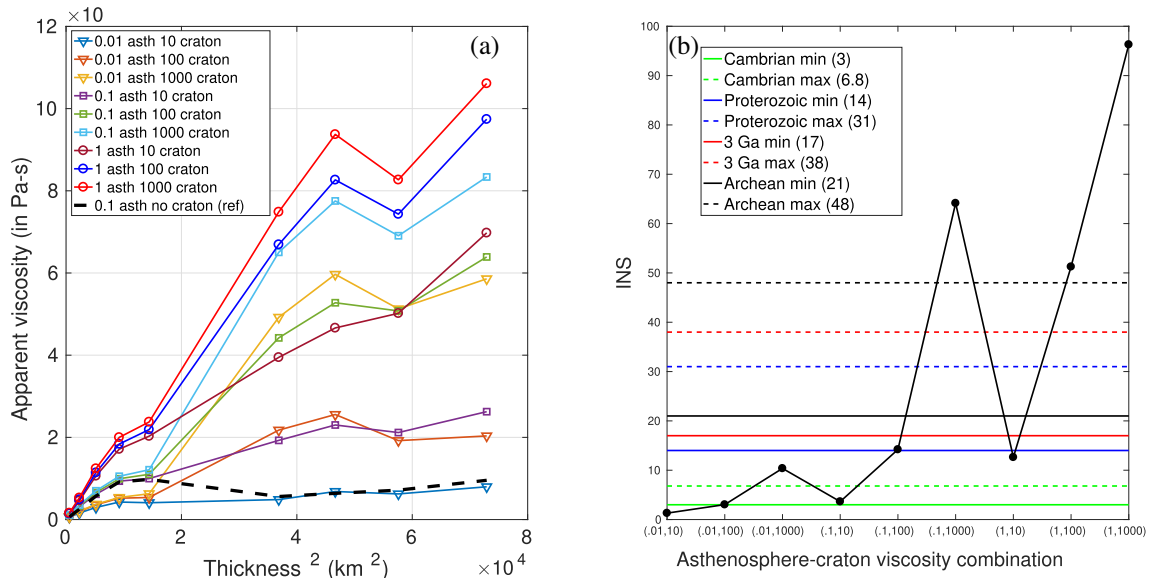 ×10
(a)
12
10
8
6
4
2
0
Apparent viscosity (in Pa-s)
0.01 asth 10 craton
0.01 asth 100 craton
0.01 asth 1000 craton
0.1 asth 10 craton
0.1 asth 100 craton
0.1 asth 1000 craton
1 asth 10 craton
1 asth 100 craton
1 asth 1000 craton
0.1 asth no craton (ref)
0 2 4 6 8
Thickness 2 (km 2)
×10 4
(b)
100
90
80
70
60
50
40
30
20
10
0
INS
Cambrian min (3)
Cambrian max (6.8)
Proterozoic min (14)
Proterozoic max (31)
3 Ga min (17)
3 Ga max (38)
Archean min (21)
Archean max (48)
(.01,10) (.01,100) (.01,1000) (.1,10) (.1,100) (.1,1000) (1,10) (1,100) (1,1000)
Asthenosphere-craton viscosity combination